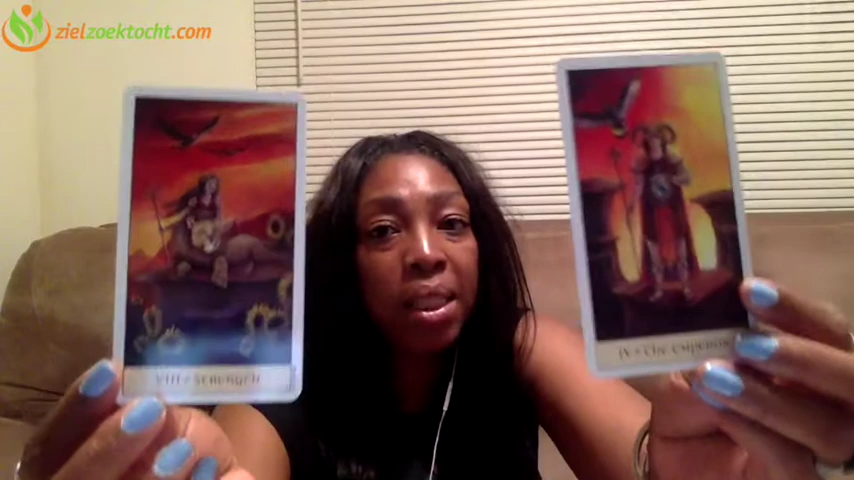 zielzoektocht.com
VIII • Strength
IV • The Emperor